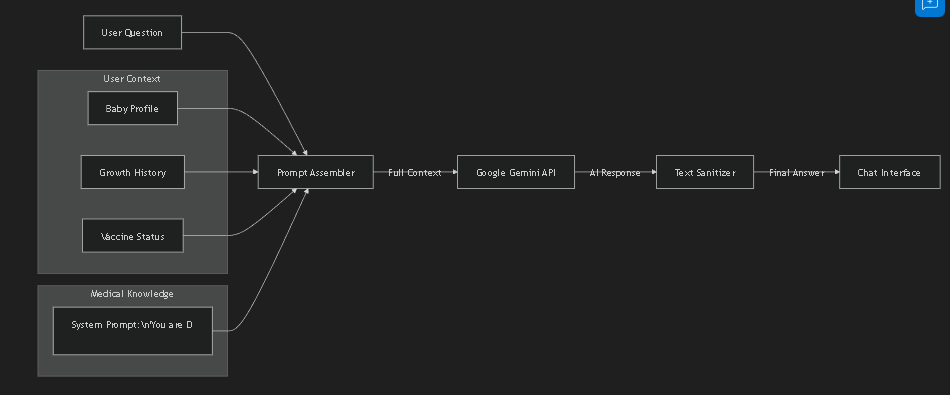 User Question
User Context
Baby Profile
Growth History
Vaccine Status
Medical Knowledge
System Prompt: \n'You are D
Prompt Assembler
Full Context
Google Gemini API
AI Response
Text Sanitizer
Final Answer
Chat Interface